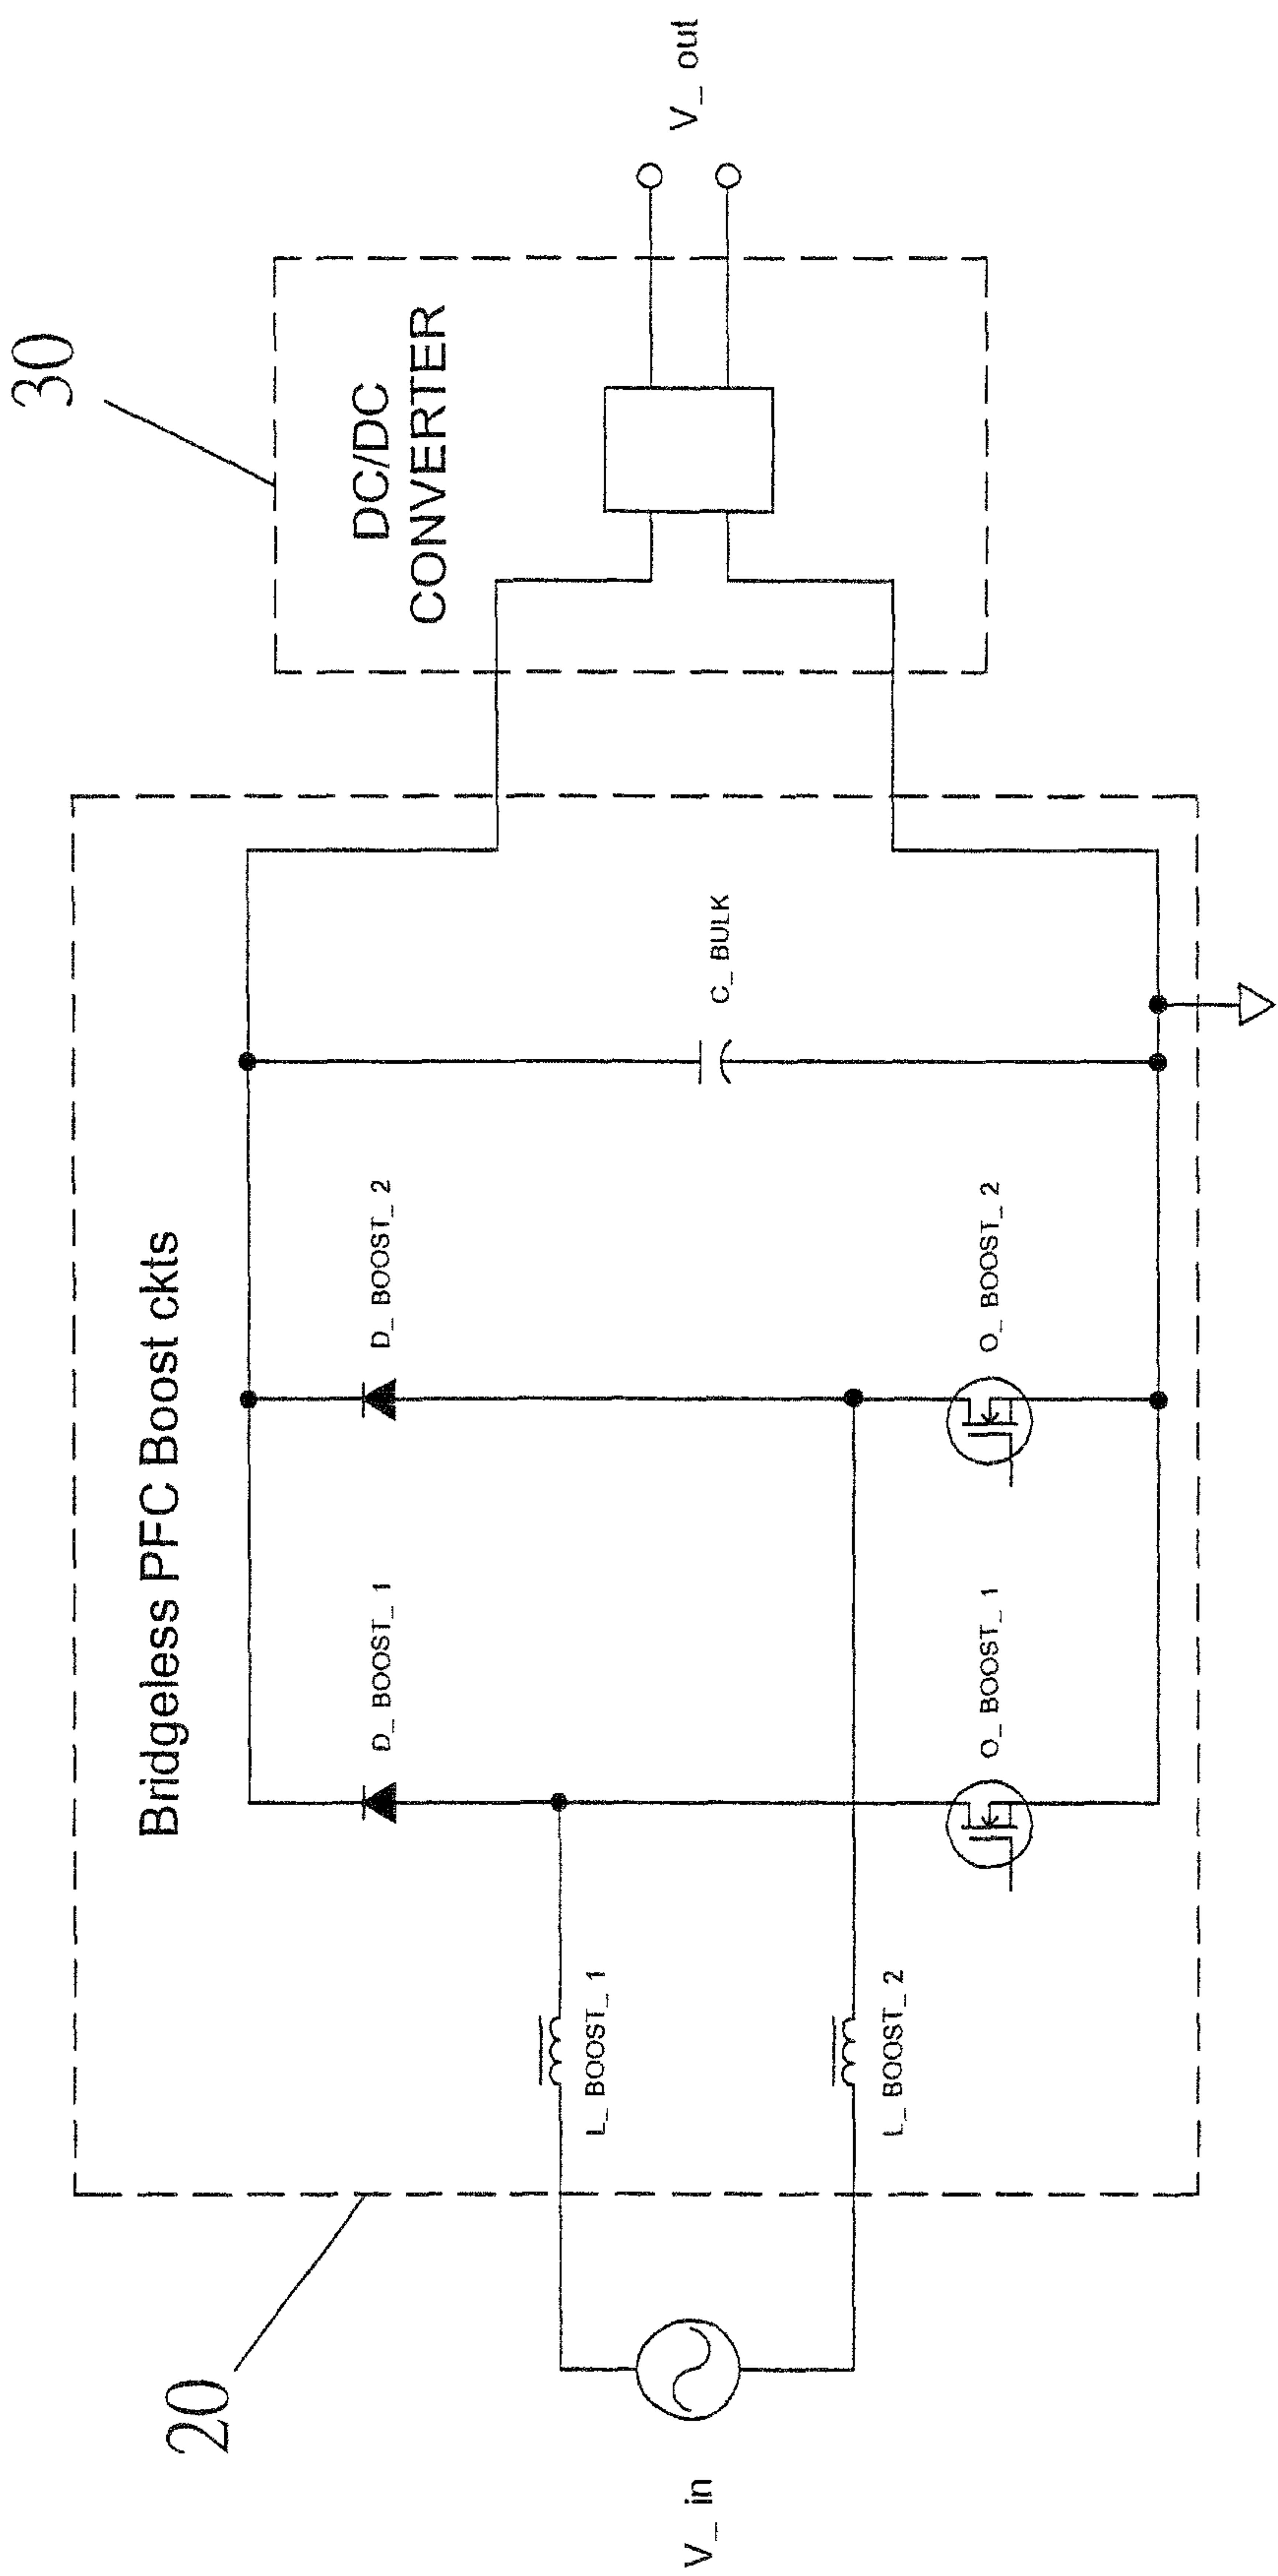 20
30
Bridgeless PFC Boost ckts
DC/DC
CONVERTER
D_ BOOST_ 1
D_ BOOST_ 2
V_ in
L_ BOOST_ 1
L_ BOOST_ 2
O_ BOOST_ 1
O_ BOOST_ 2
C_ BULK
V_ out